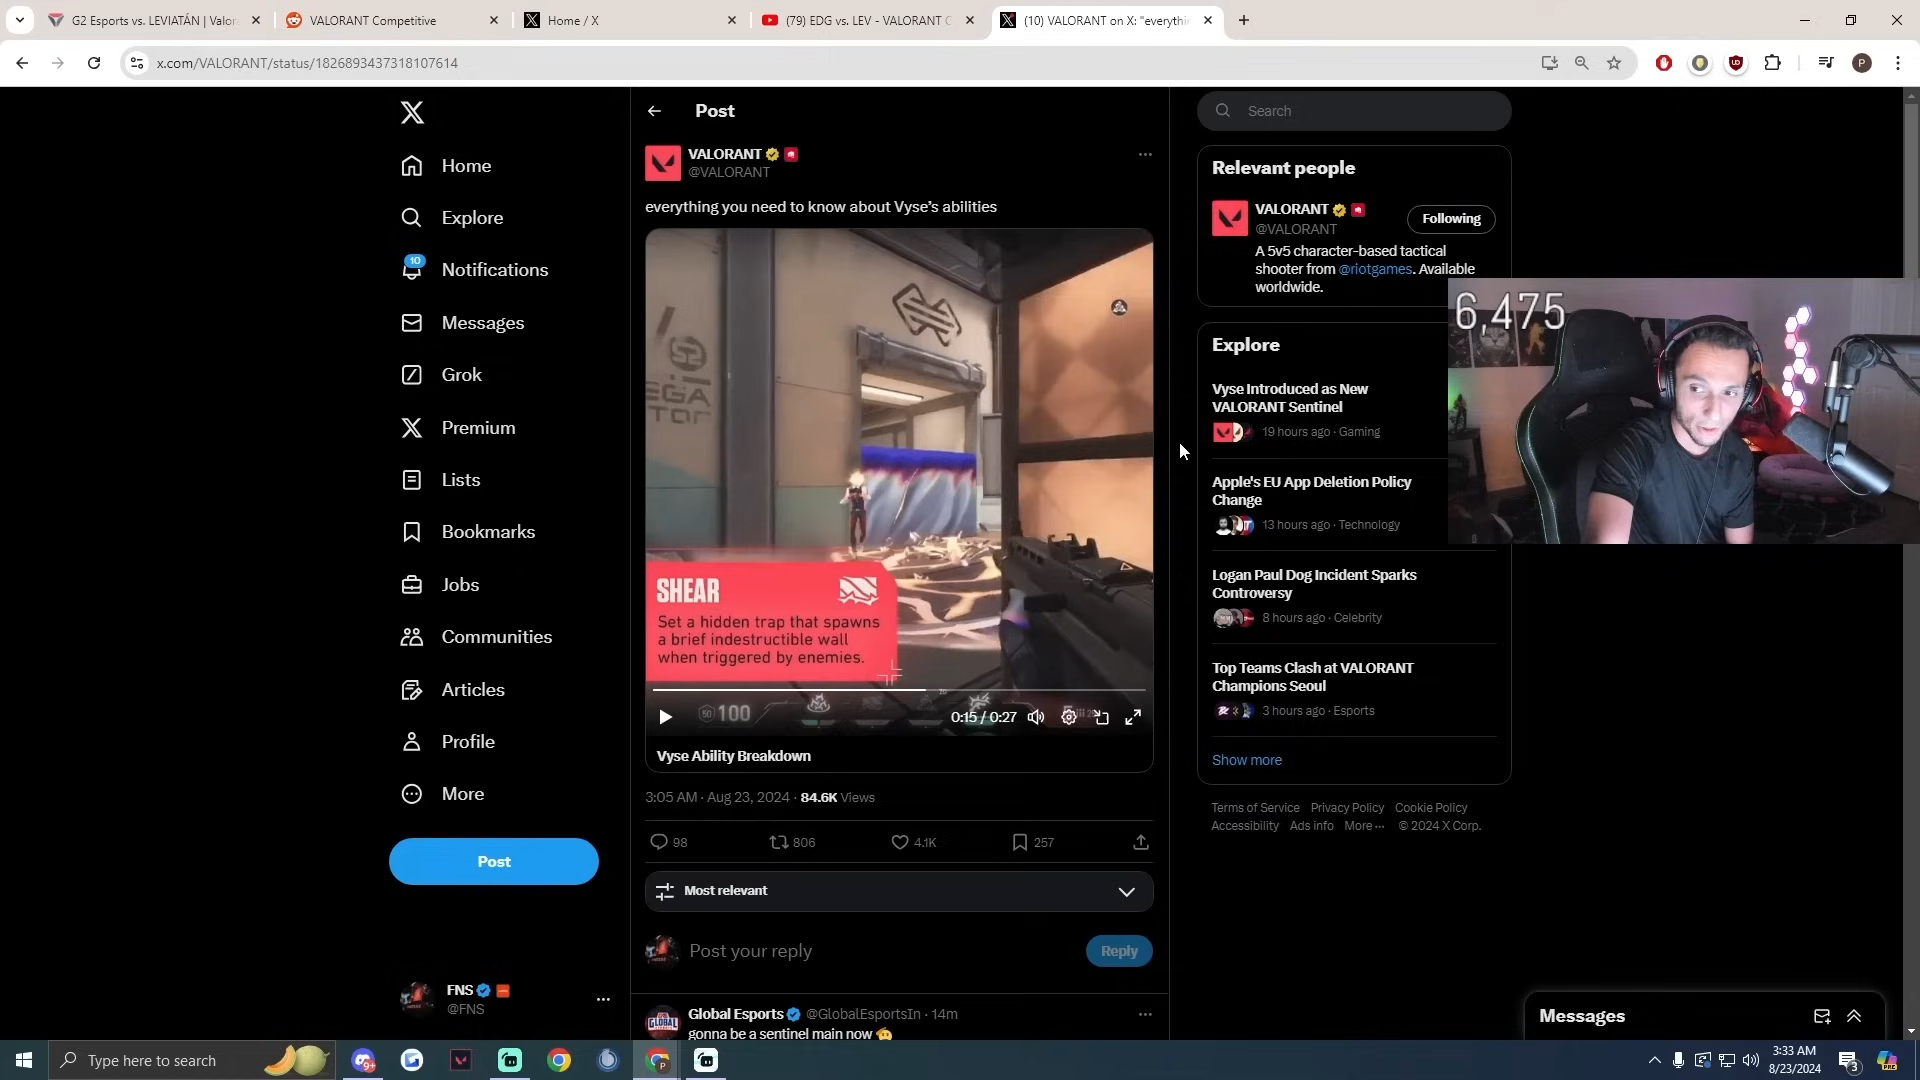 G2 Esports vs. LEVIATÁN | Valor
VALORANT Competitive
Home / X
(79) EDG vs. LEV - VALORANT C
(10) VALORANT on X: "everythi
x.com/VALORANT/status/1826893437318107614
P
Home
Explore
10
Notifications
Messages
Grok
Premium
Lists
Bookmarks
Jobs
Communities
Articles
Profile
More
Post
FNS
@FNS
Post
VALORANT
@VALORANT
everything you need to know about Vyse's abilities
SHEAR
Set a hidden trap that spawns
a brief indestructible wall
when triggered by enemies.
50 100
0:15 / 0:27
Vyse Ability Breakdown
3:05 AM · Aug 23, 2024 · 84.6K Views
98
806
4.1K
257
Most relevant
Post your reply
Reply
Global Esports @GlobalEsportsIn · 14m
gonna be a sentinel main now
Search
Relevant people
VALORANT
@VALORANT
Following
A 5v5 character-based tactical
shooter from @riotgames. Available
worldwide.
6,475
Explore
Vyse Introduced as New
VALORANT Sentinel
19 hours ago · Gaming
Apple's EU App Deletion Policy
Change
13 hours ago · Technology
Logan Paul Dog Incident Sparks
Controversy
8 hours ago · Celebrity
Top Teams Clash at VALORANT
Champions Seoul
3 hours ago · Esports
Show more
Terms of Service Privacy Policy Cookie Policy
Accessibility Ads info More ··· © 2024 X Corp.
Messages
Type here to search
9+
P
3:33 AM
8/23/2024
3
PRE